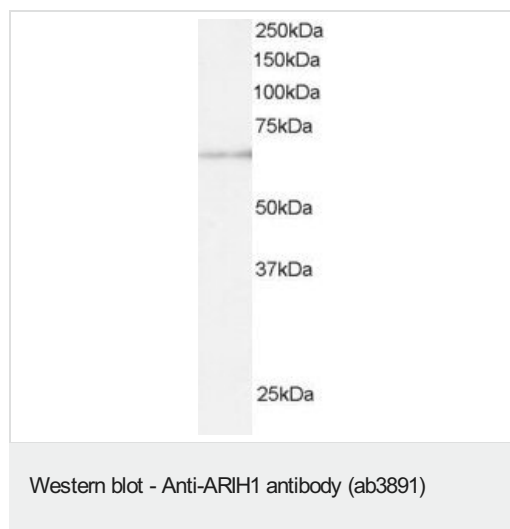 250kDa
150kDa
100kDa
75kDa
50kDa
37kDa
25kDa
Western blot - Anti-ARIH1 antibody (ab3891)